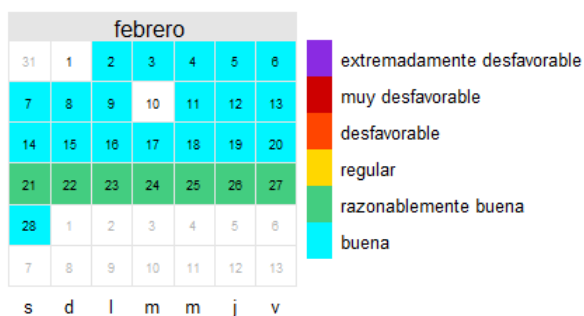 febrero
31 1 2 3 4 5 6
7 8 9 10 11 12 13
14 15 16 17 18 19 20
21 22 23 24 25 26 27
28 1 2 3 4 5 6
7 8 9 10 11 12 13
s d l m m j v
extremadamente desfavorable
muy desfavorable
desfavorable
regular
razonablemente buena
buena